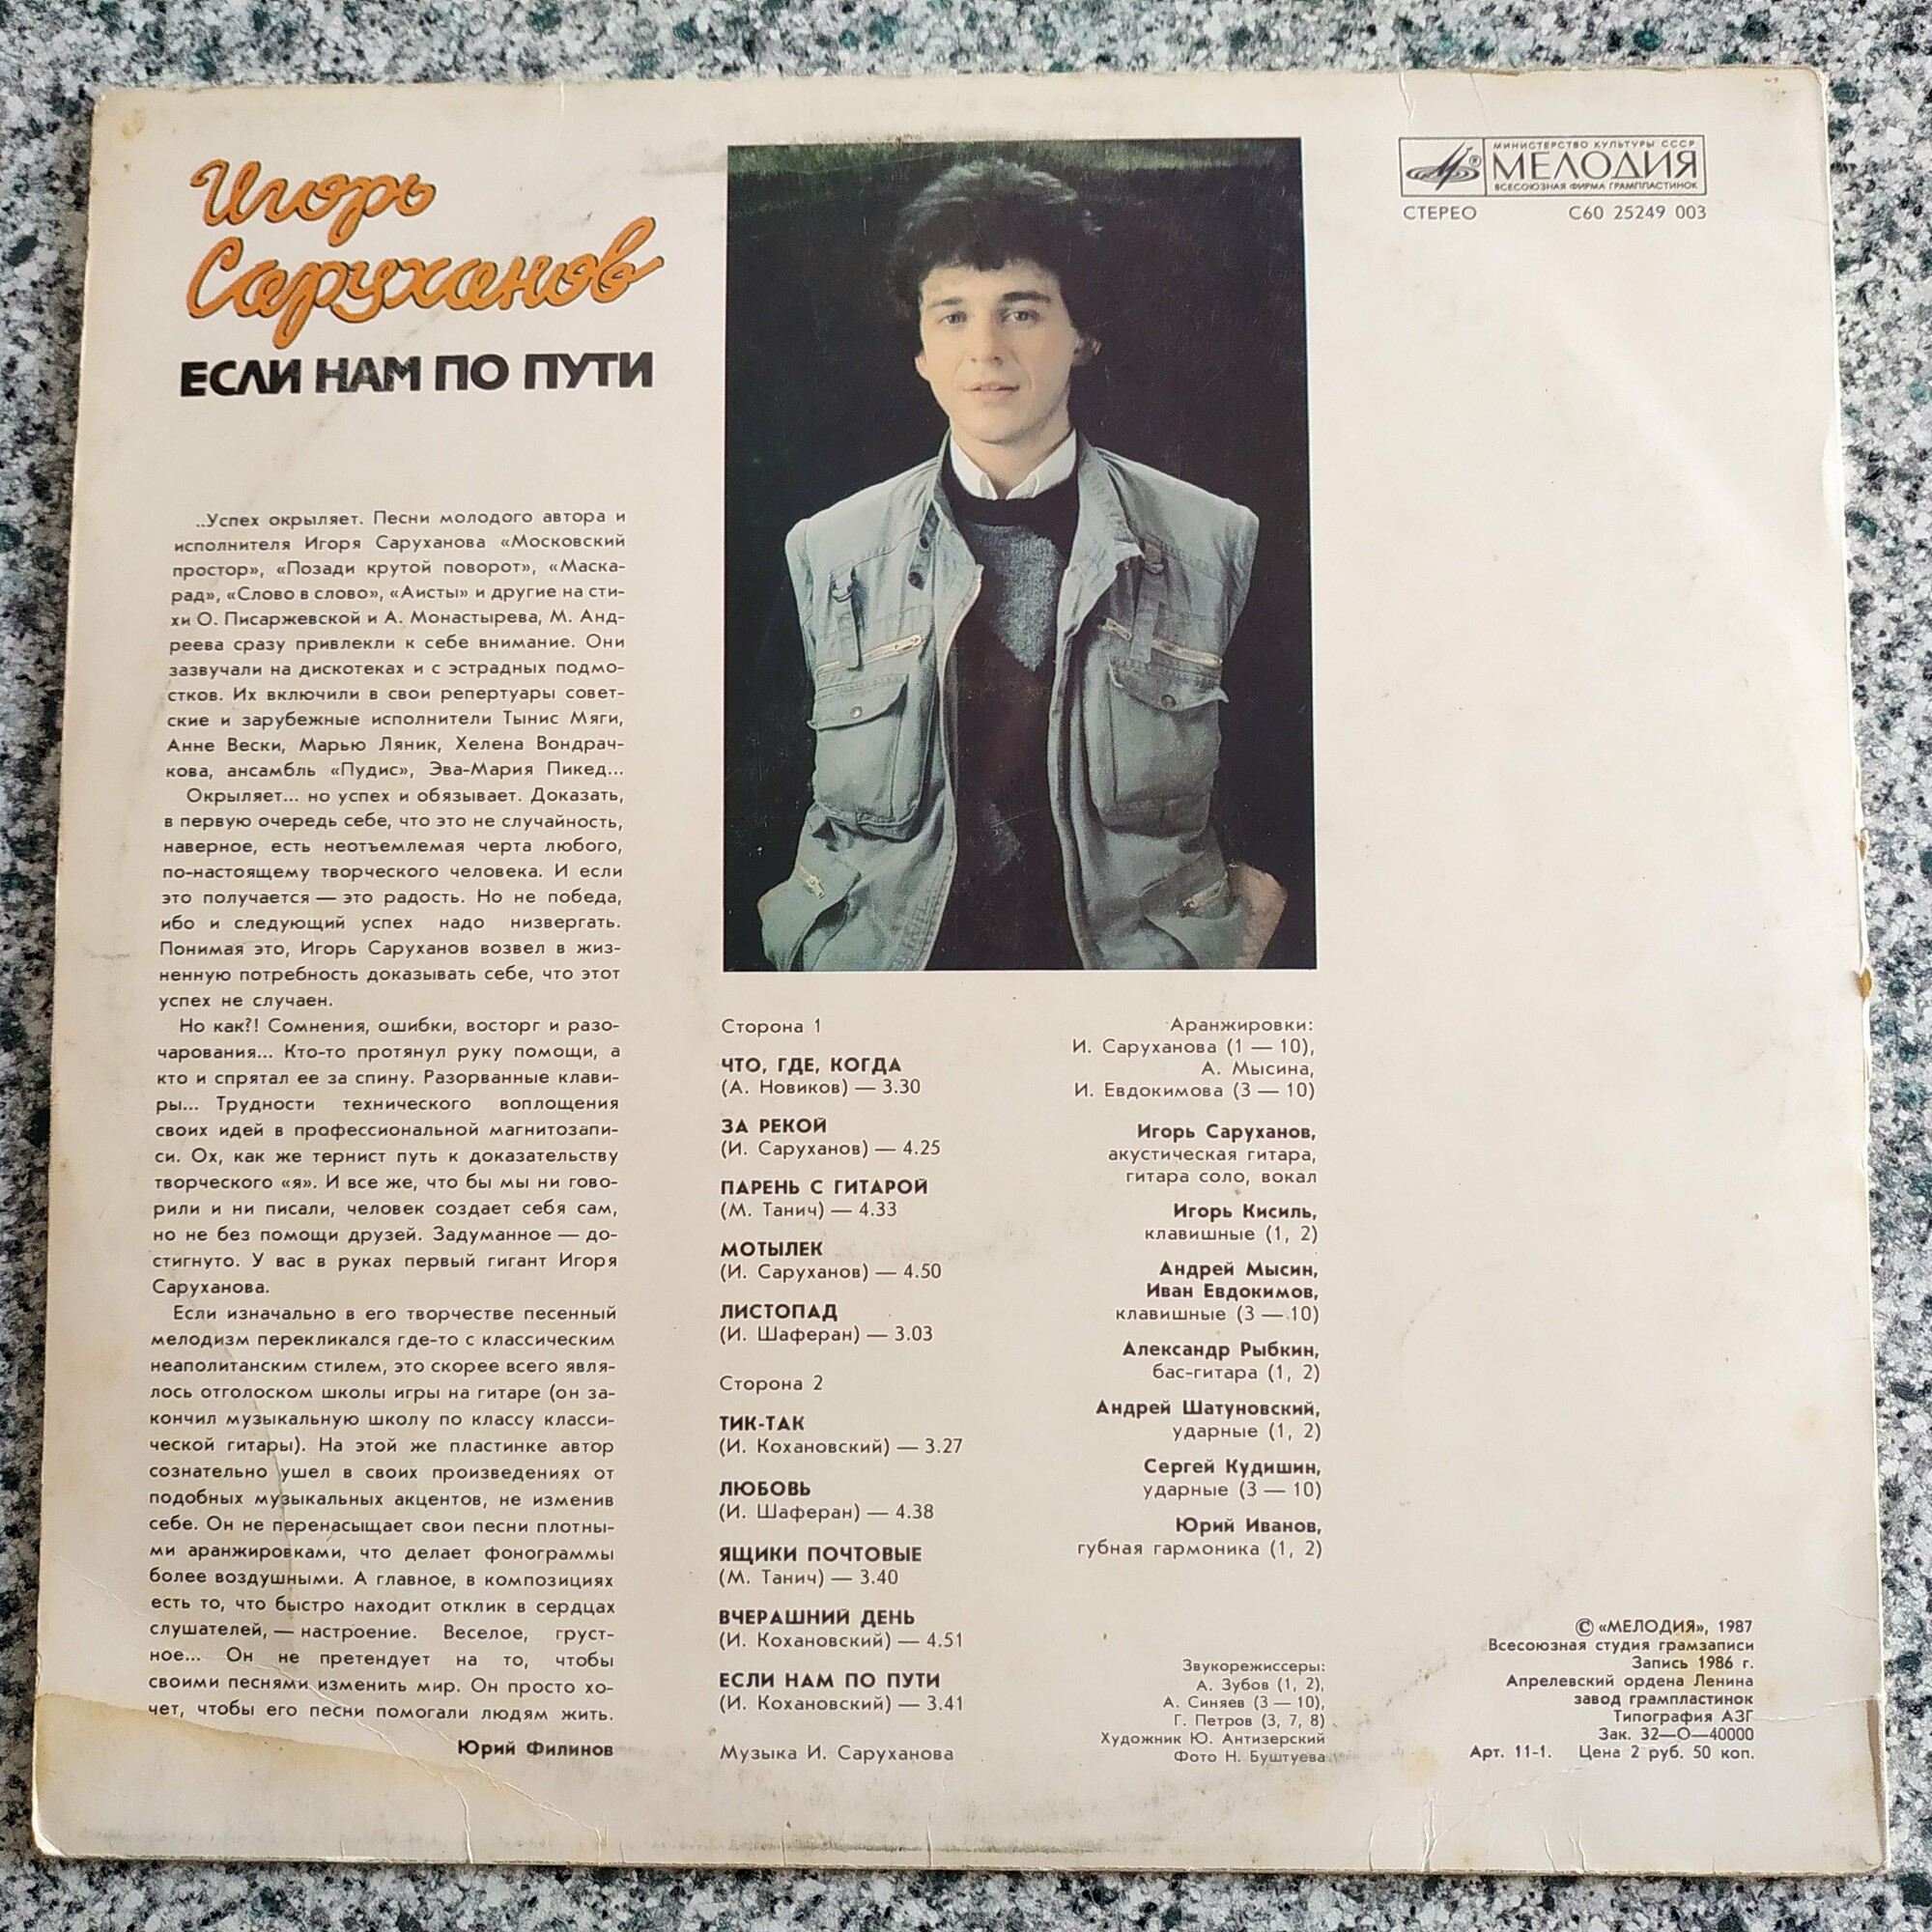 Игорь
Саруханов
ЕСЛИ НАМ ПО ПУТИ
..Успех окрыляет. Песни молодого автора и
исполнителя Игоря Саруханова «Московский
простор», «Позади крутой поворот», «Маска-
рад», «Слово в слово», «Аисты» и другие на сти-
хи О. Писаржевской и А. Монастырева, М. Анд-
реева сразу привлекли к себе внимание. Они
зазвучали на дискотеках и с эстрадных подмо-
стков. Их включили в свои репертуары совет-
ские и зарубежные исполнители Тынис Мяги,
Анне Вески, Марью Ляник, Хелена Вондрач-
кова, ансамбль «Пудис», Эва-Мария Пикед...
Окрыляет... но успех и обязывает. Доказать,
в первую очередь себе, что это не случайность,
наверное, есть неотъемлемая черта любого,
по-настоящему творческого человека. И если
это получается — это радость. Но не победа,
ибо и следующий успех надо низвергать.
Понимая это, Игорь Саруханов возвел в жиз-
ненную потребность доказывать себе, что этот
успех не случаен.
Но как?! Сомнения, ошибки, восторг и разо-
чарования... Кто-то протянул руку помощи, а
кто и спрятал ее за спину. Разорванные клави-
ры... Трудности технического воплощения
своих идей в профессиональной магнитозапи-
си. Ох, как же тернист путь к доказательству
творческого «я». И все же, что бы мы ни гово-
рили и ни писали, человек создает себя сам,
но не без помощи друзей. Задуманное — до-
стигнуто. У вас в руках первый гигант Игоря
Саруханова.
Если изначально в его творчестве песенный
мелодизм перекликался где-то с классическим
неаполитанским стилем, это скорее всего явля-
лось отголоском школы игры на гитаре (он за-
кончил музыкальную школу по классу класси-
ческой гитары). На этой же пластинке автор
сознательно ушел в своих произведениях от
подобных музыкальных акцентов, не изменив
себе. Он не перенасыщает свои песни плотны-
ми аранжировками, что делает фонограммы
более воздушными. А главное, в композициях
есть то, что быстро находит отклик в сердцах
слушателей, — настроение. Веселое, груст-
ное... Он не претендует на то, чтобы
своими песнями изменить мир. Он просто хо-
чет, чтобы его песни помогали людям жить.
Юрий Филинов
Сторона 1
ЧТО, ГДЕ, КОГДА
(А. Новиков) — 3.30
ЗА РЕКОЙ
(И. Саруханов) — 4.25
ПАРЕНЬ С ГИТАРОЙ
(М. Танич) — 4.33
МОТЫЛЕК
(И. Саруханов) — 4.50
ЛИСТОПАД
(И. Шаферан) — 3.03
Сторона 2
ТИК-ТАК
(И. Кохановский) — 3.27
ЛЮБОВЬ
(И. Шаферан) — 4.38
ЯЩИКИ ПОЧТОВЫЕ
(М. Танич) — 3.40
ВЧЕРАШНИЙ ДЕНЬ
(И. Кохановский) — 4.51
ЕСЛИ НАМ ПО ПУТИ
(И. Кохановский) — 3.41
Музыка И. Саруханова
Аранжировки:
И. Саруханова (1 — 10),
А. Мысина,
И. Евдокимова (3 — 10)
Игорь Саруханов,
акустическая гитара,
гитара соло, вокал
Игорь Кисиль,
клавишные (1, 2)
Андрей Мысин,
Иван Евдокимов,
клавишные (3 — 10)
Александр Рыбкин,
бас-гитара (1, 2)
Андрей Шатуновский,
ударные (1, 2)
Сергей Кудишин,
ударные (3 — 10)
Юрий Иванов,
губная гармоника (1, 2)
Звукорежиссеры:
А. Зубов (1, 2),
А. Синяев (3 — 10),
Г. Петров (3, 7, 8)
Художник Ю. Антизерский
Фото Н. Буштуева
МИНИСТЕРСТВО КУЛЬТУРЫ СССР
МЕЛОДИЯ
ВСЕСОЮЗНАЯ ФИРМА ГРАМПЛАСТИНОК
СТЕРЕО С60 25249 003
© «МЕЛОДИЯ», 1987
Всесоюзная студия грамзаписи
Запись 1986 г.
Апрелевский ордена Ленина
завод грампластинок
Типография АЗГ
Зак. 32—О—40000
Арт. 11-1. Цена 2 руб. 50 коп.